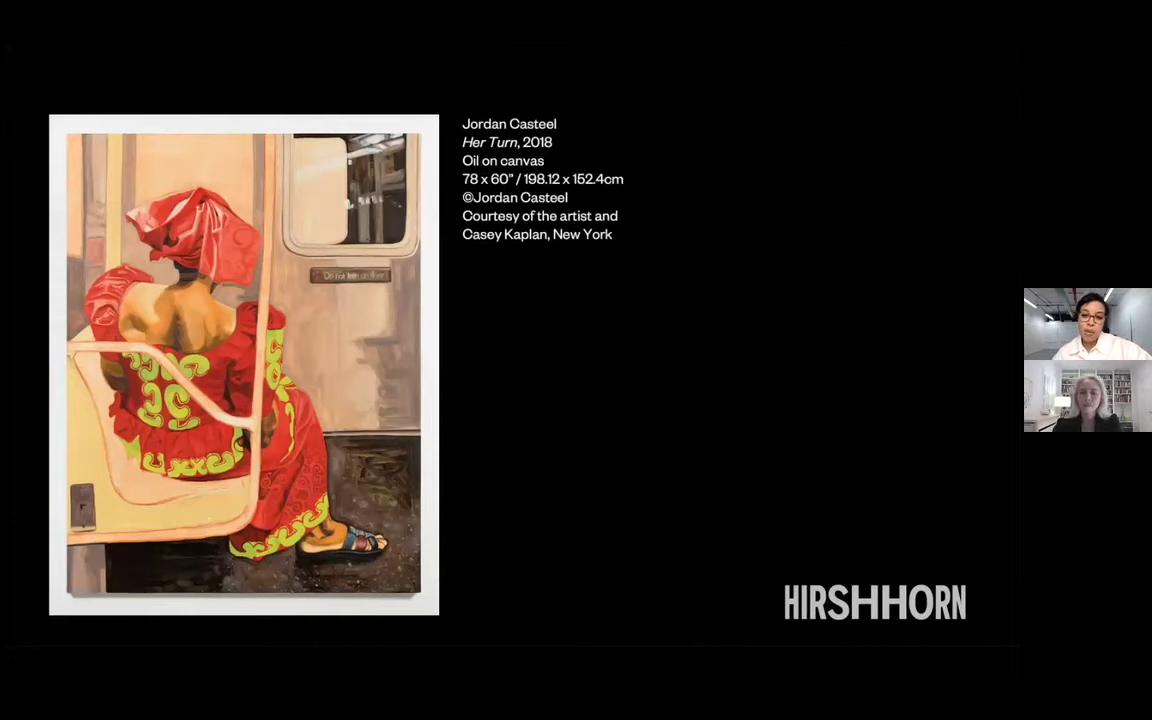 Jordan Casteel
Her Turn, 2018
Oil on canvas
78 x 60” / 198.12 x 152.4cm
©Jordan Casteel
Courtesy of the artist and
Casey Kaplan, New York
HIRSHHORN